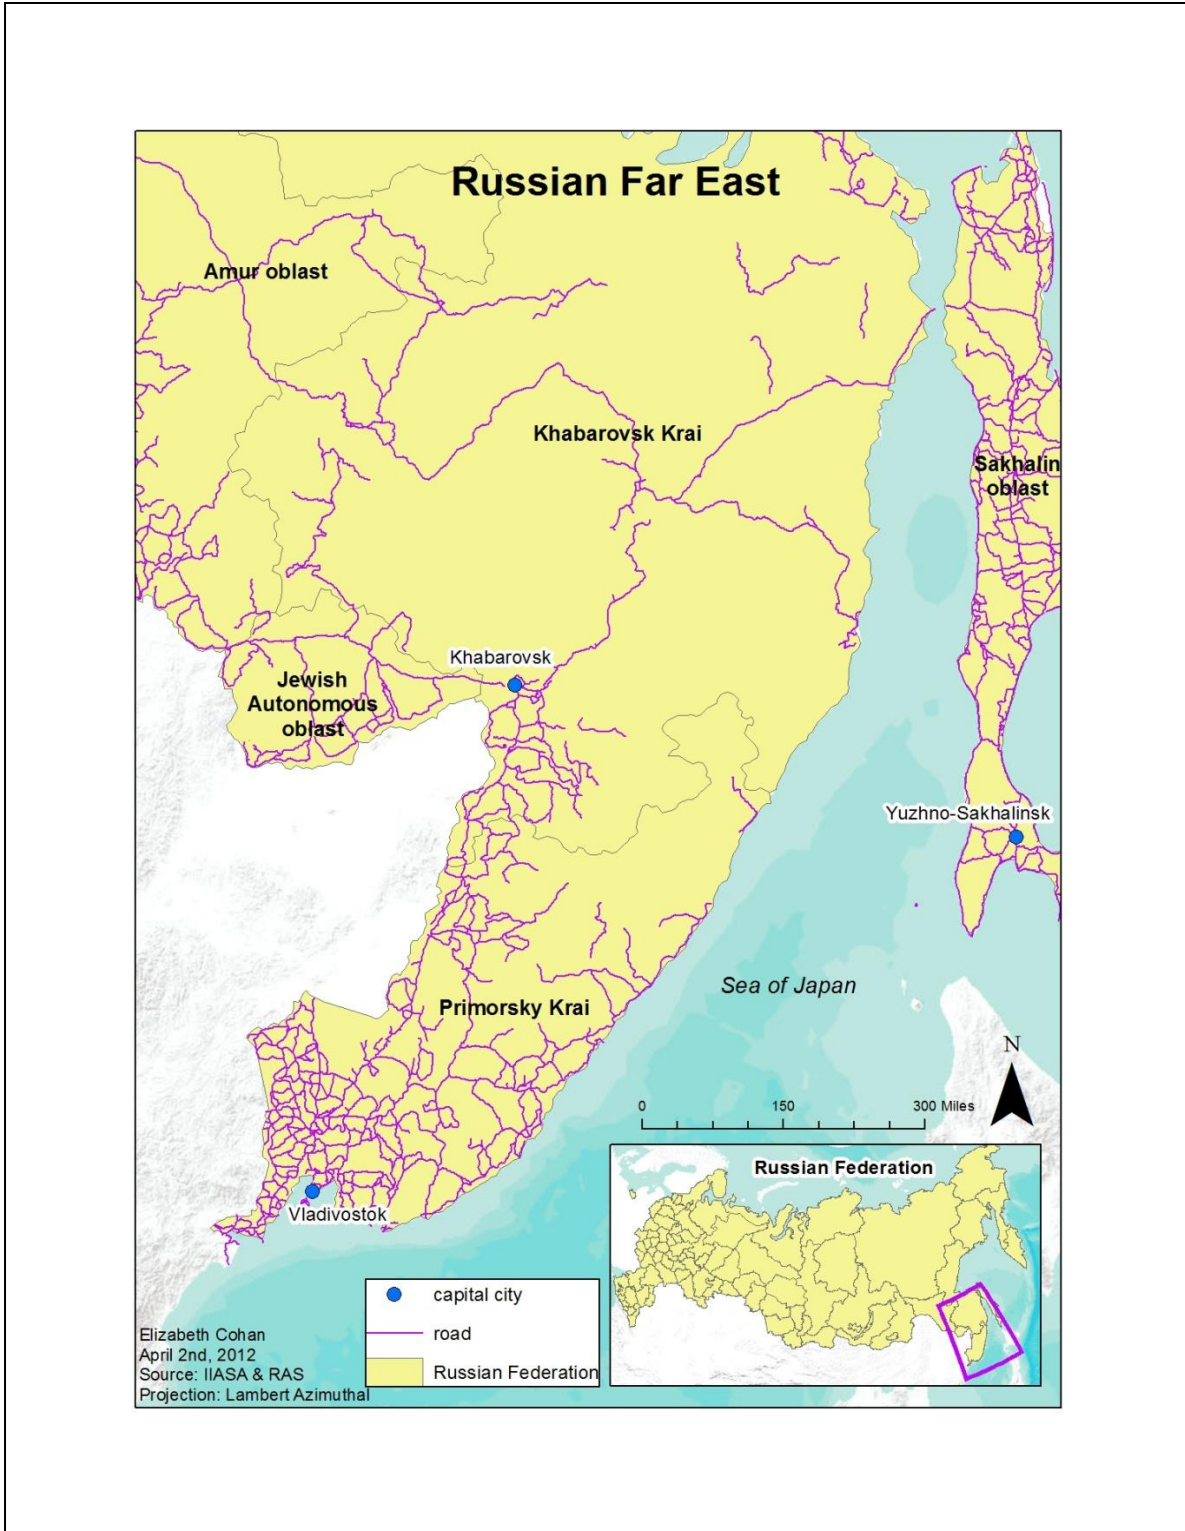 Russian Far East
Amur oblast
Khabarovsk Krai
Sakhalin
oblast
Khabarovsk
Jewish
Autonomous
oblast
Yuzhno-Sakhalinsk
Sea of Japan
Primorsky Krai
N
0 150 300 Miles
Russian Federation
Vladivostok
capital city
road
Russian Federation
Elizabeth Cohan
April 2nd, 2012
Source: IIASA & RAS
Projection: Lambert Azimuthal